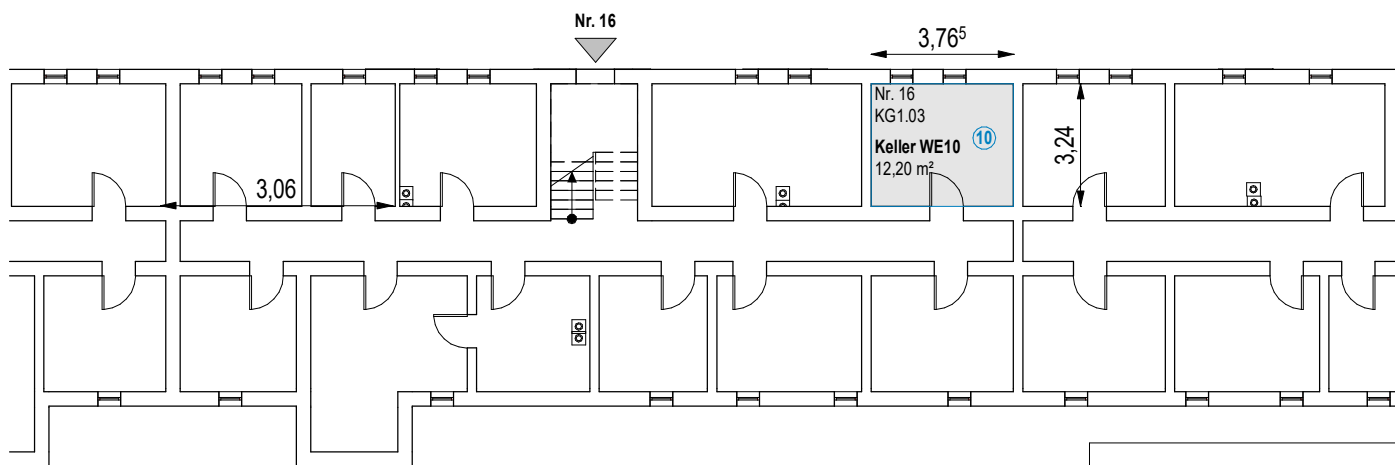 Nr. 16
3,76⁵
Nr. 16
KG1.03
Keller WE10
10
12,20 m²
3,24
3,06